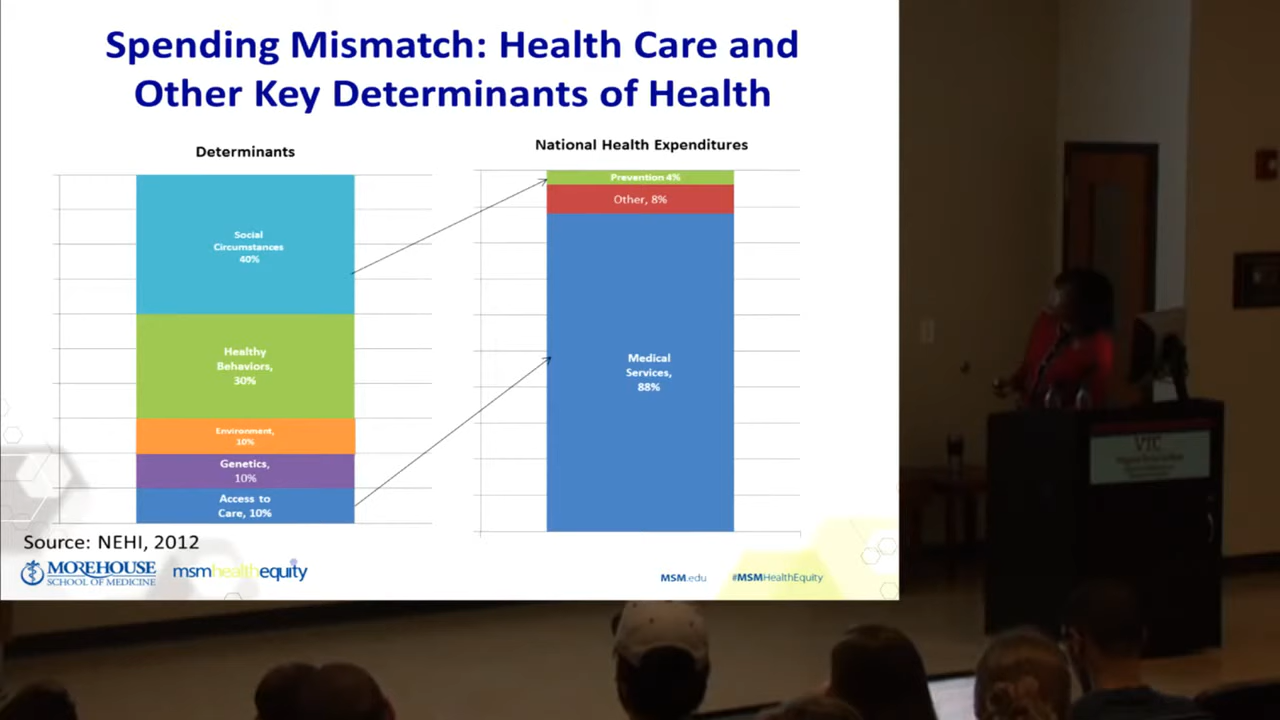 Spending Mismatch: Health Care and
Other Key Determinants of Health
Determinants
Social
Circumstances
40%
Healthy
Behaviors,
30%
Environment,
10%
Genetics,
10%
Access to
Care, 10%
National Health Expenditures
Prevention 4%
Other, 8%
Medical
Services,
88%
Source: NEHI, 2012
MOREHOUSE
SCHOOL OF MEDICINE
msmhealthequity
MSM.edu
#MSMHealthEquity
VTC